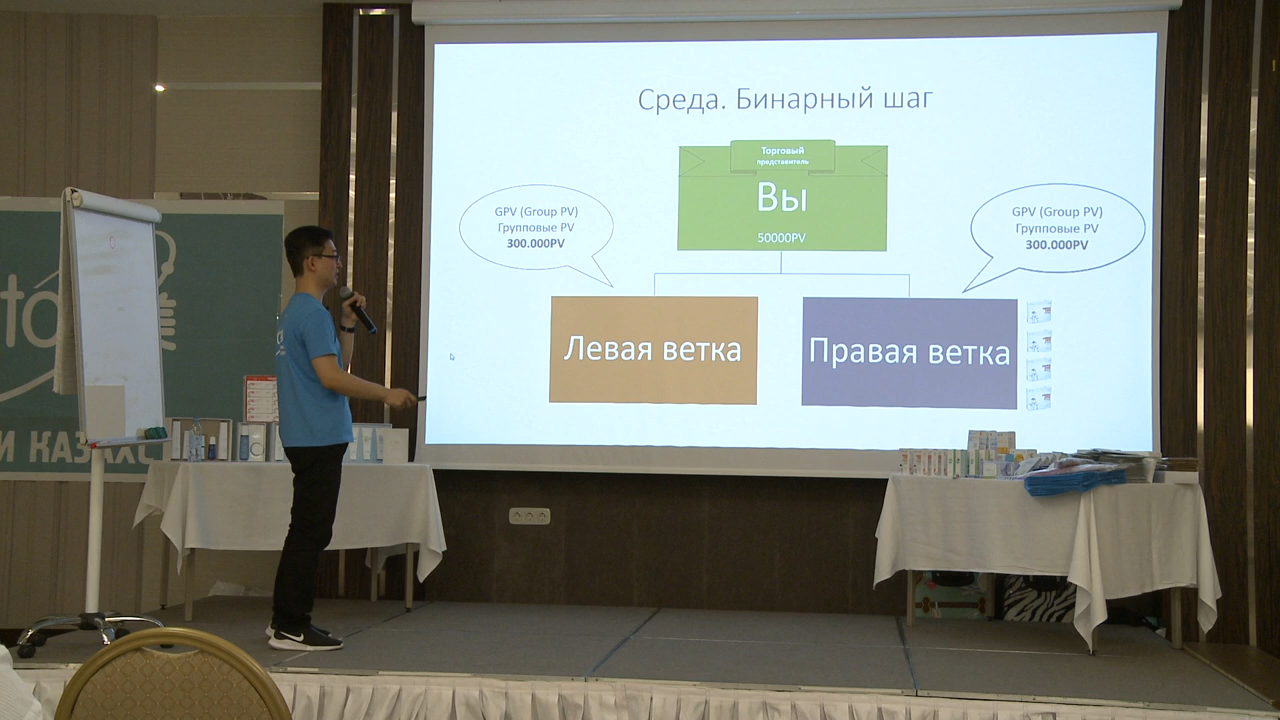 Среда. Бинарный шаг
Торговый
представитель
Вы
50000PV
GPV (Group PV)
Групповые PV
300.000PV
GPV (Group PV)
Групповые PV
300.000PV
Левая ветка
Правая ветка